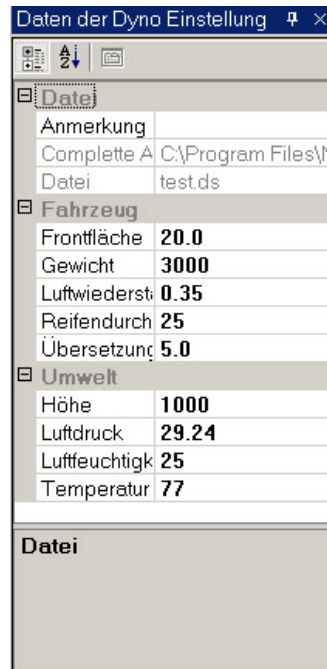 Daten der Dyno Einstellung
Datei
Anmerkung
Complette A C:\Program Files\
Datei test.ds
Fahrzeug
Frontfläche 20.0
Gewicht 3000
Luftwiederst 0.35
Reifendurch 25
Übersetzung 5.0
Umwelt
Höhe 1000
Luftdruck 29.24
Luftfeuchtigk 25
Temperatur 77
Datei